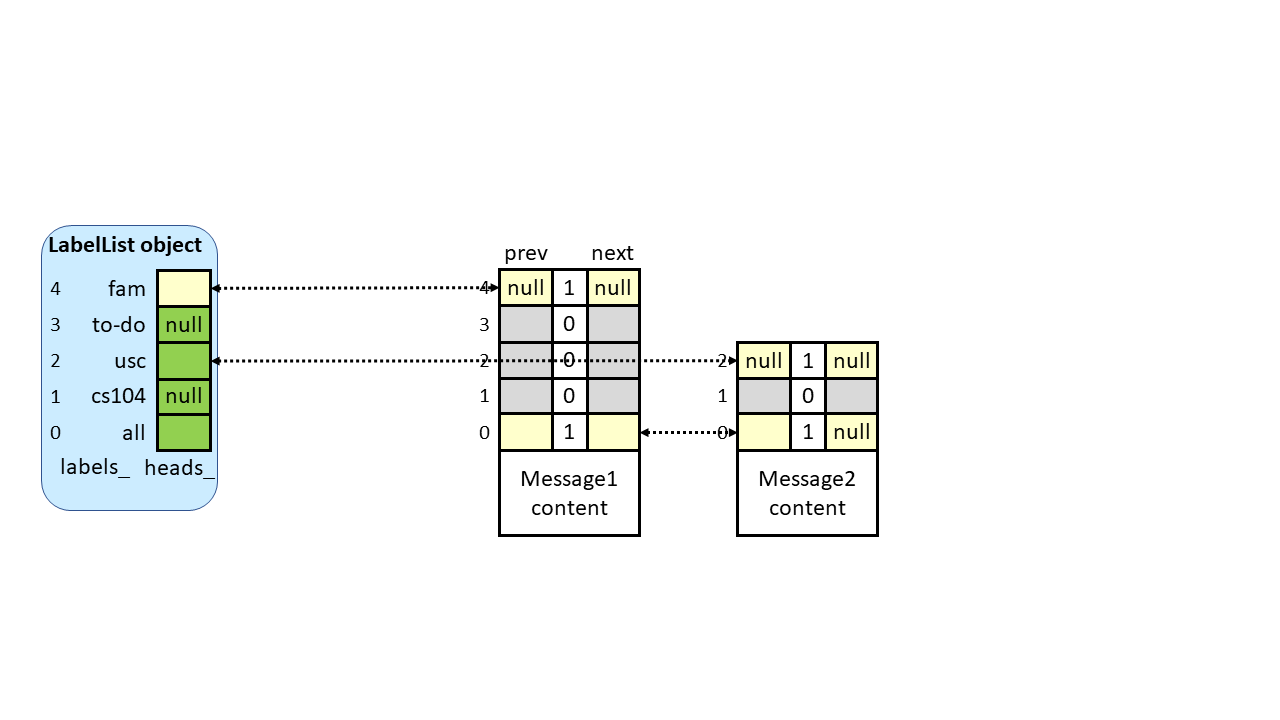 LabelList object
4 fam
3 to-do null
2 usc
1 cs104 null
0 all
labels_ heads_
prev next
4 null 1 null
3 0
2 0
1 0
0 1
Message1
content
2 null 1 null
1 0
0 1 null
Message2
content